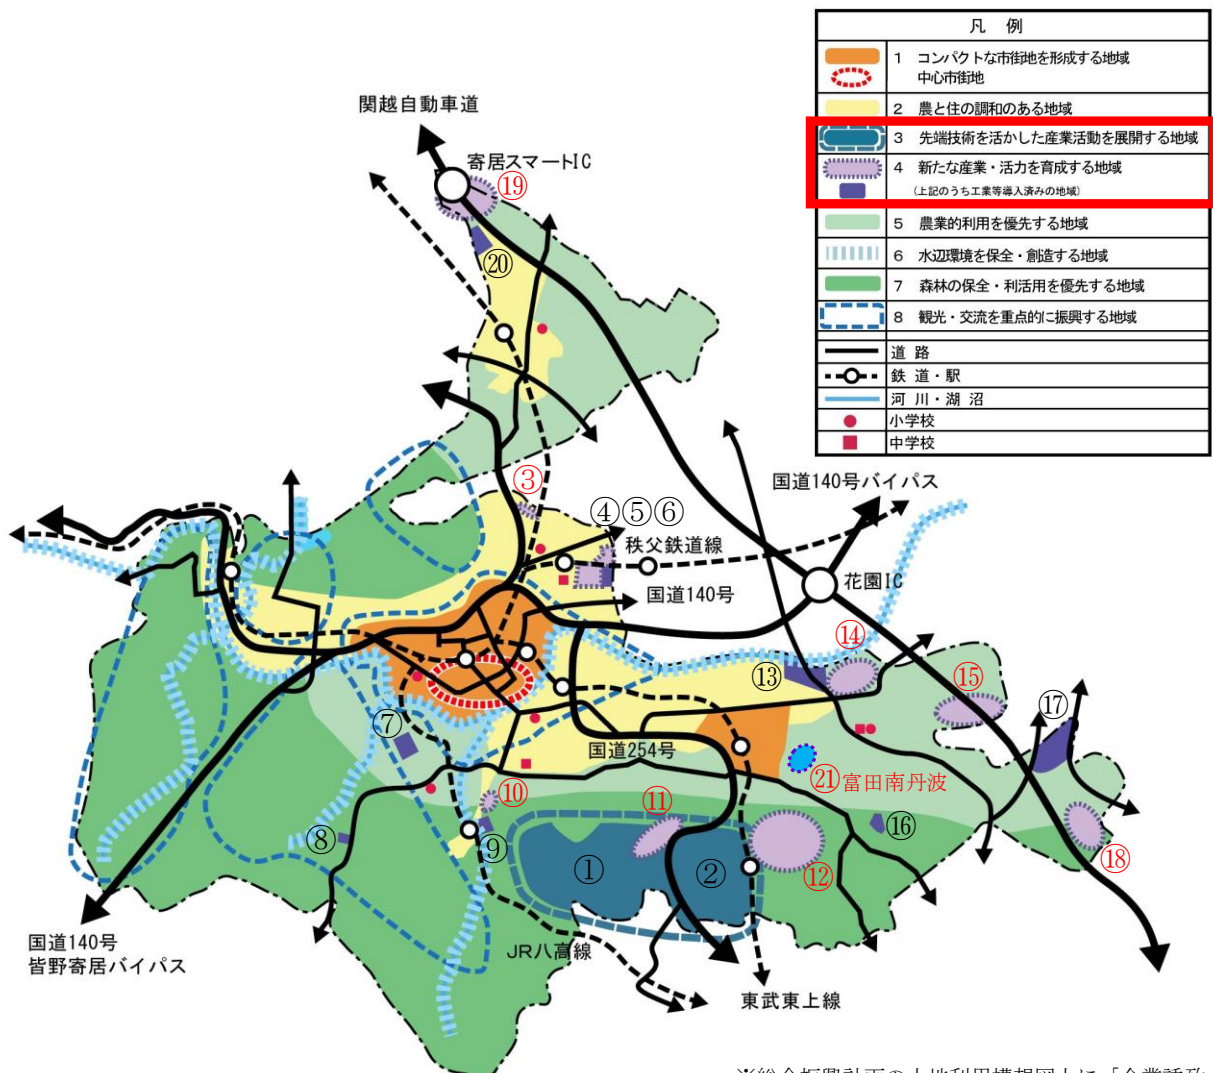 凡 例
1 コンパクトな市街地を形成する地域
中心市街地
2 農と住の調和のある地域
3 先端技術を活かした産業活動を展開する地域
4 新たな産業・活力を育成する地域
(上記のうち工業等導入済みの地域)
5 農業的利用を優先する地域
6 水辺環境を保全・創造する地域
7 森林の保全・利活用を優先する地域
8 観光・交流を重点的に振興する地域
道 路
鉄 道・駅
河 川・湖 沼
小学校
中学校
関越自動車道
寄居スマートIC
⑲
⑳
③
④⑤⑥
秩父鉄道線
国道140号バイパス
国道140号
花園IC
⑭
⑬
⑮
⑰
⑦
国道254号
㉑富田南丹波
⑩
⑪
⑯
⑧
⑨
①
②
⑫
⑱
国道140号
皆野寄居バイパス
JR八高線
東武東上線